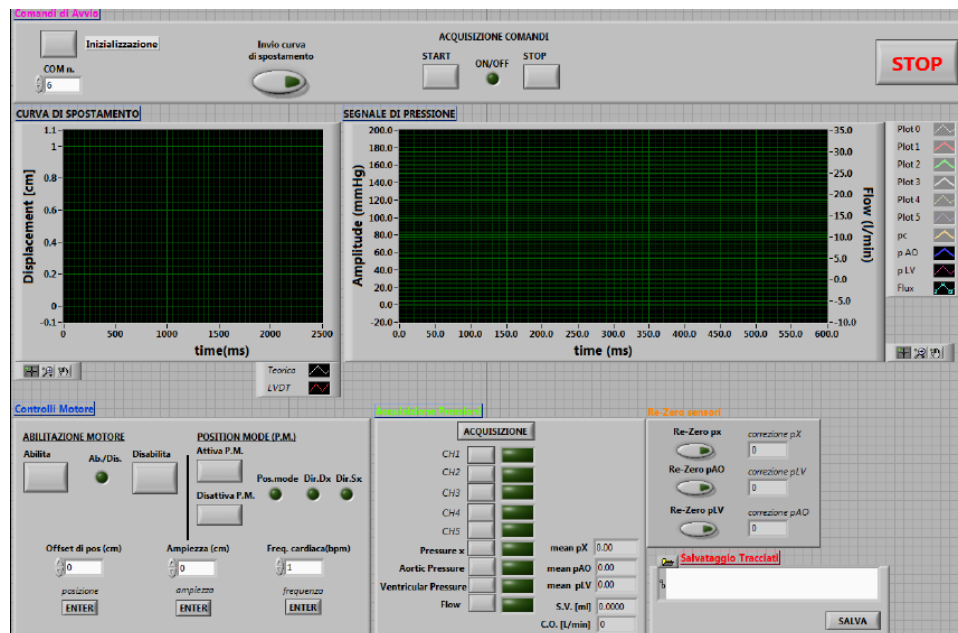 Comandi di Avvio
Inizializzazione
COM n.
6
Invio curva
di spostamento
ACQUISIZIONE COMANDI
START
ON/OFF
STOP
STOP
CURVA DI SPOSTAMENTO
Displacement [cm]
1.1
1
0.8
0.6
0.4
0.2
0
-0.1
0 500 1000 1500 2000 2500
time(ms)
Teorica
LVDT
SEGNALE DI PRESSIONE
Amplitude (mmHg)
200.0
180.0
160.0
140.0
120.0
100.0
80.0
60.0
40.0
20.0
0.0
-20.0
0.0 50.0 100.0 150.0 200.0 250.0 300.0 350.0 400.0 450.0 500.0 550.0 600.0
time (ms)
35.0
30.0
25.0
20.0
15.0
10.0
5.0
-0.0
-5.0
-10.0
Flow (l/min)
Plot 0
Plot 1
Plot 2
Plot 3
Plot 4
Plot 5
pc
p AO
p LV
Flux
Controlli Motore
ABILITAZIONE MOTORE
Abilita
Ab./Dis.
Disabilita
POSITION MODE (P.M.)
Attiva P.M.
Disattiva P.M.
Pos.mode Dir.Dx Dir.Sx
Offset di pos (cm)
0
posizione
ENTER
Ampiezza (cm)
0
ampiezza
ENTER
Freq. cardiaca(bpm)
1
frequenza
ENTER
Acquisizione Pressioni
ACQUISIZIONE
CH1
CH2
CH3
CH4
CH5
Pressure x
Aortic Pressure
Ventricular Pressure
Flow
mean pX 0.00
mean pAO 0.00
mean pLV 0.00
S.V. [ml] 0.0000
C.O. [L/min] 0
Re-Zero sensori
Re-Zero px
correzione pX
0
Re-Zero pAO
correzione pLV
0
Re-Zero pLV
correzione pAO
0
Salvataggio Tracciati
SALVA